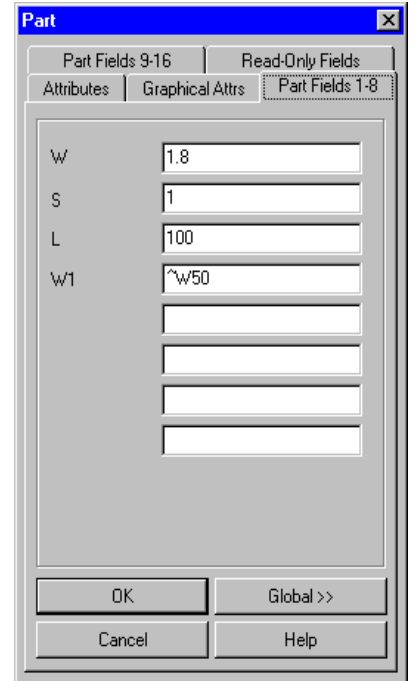 Part
Part Fields 9-16 Read-Only Fields
Attributes Graphical Attrs Part Fields 1-8
W 1.8
S 1
L 100
W1 ^W50
OK Global >>
Cancel Help